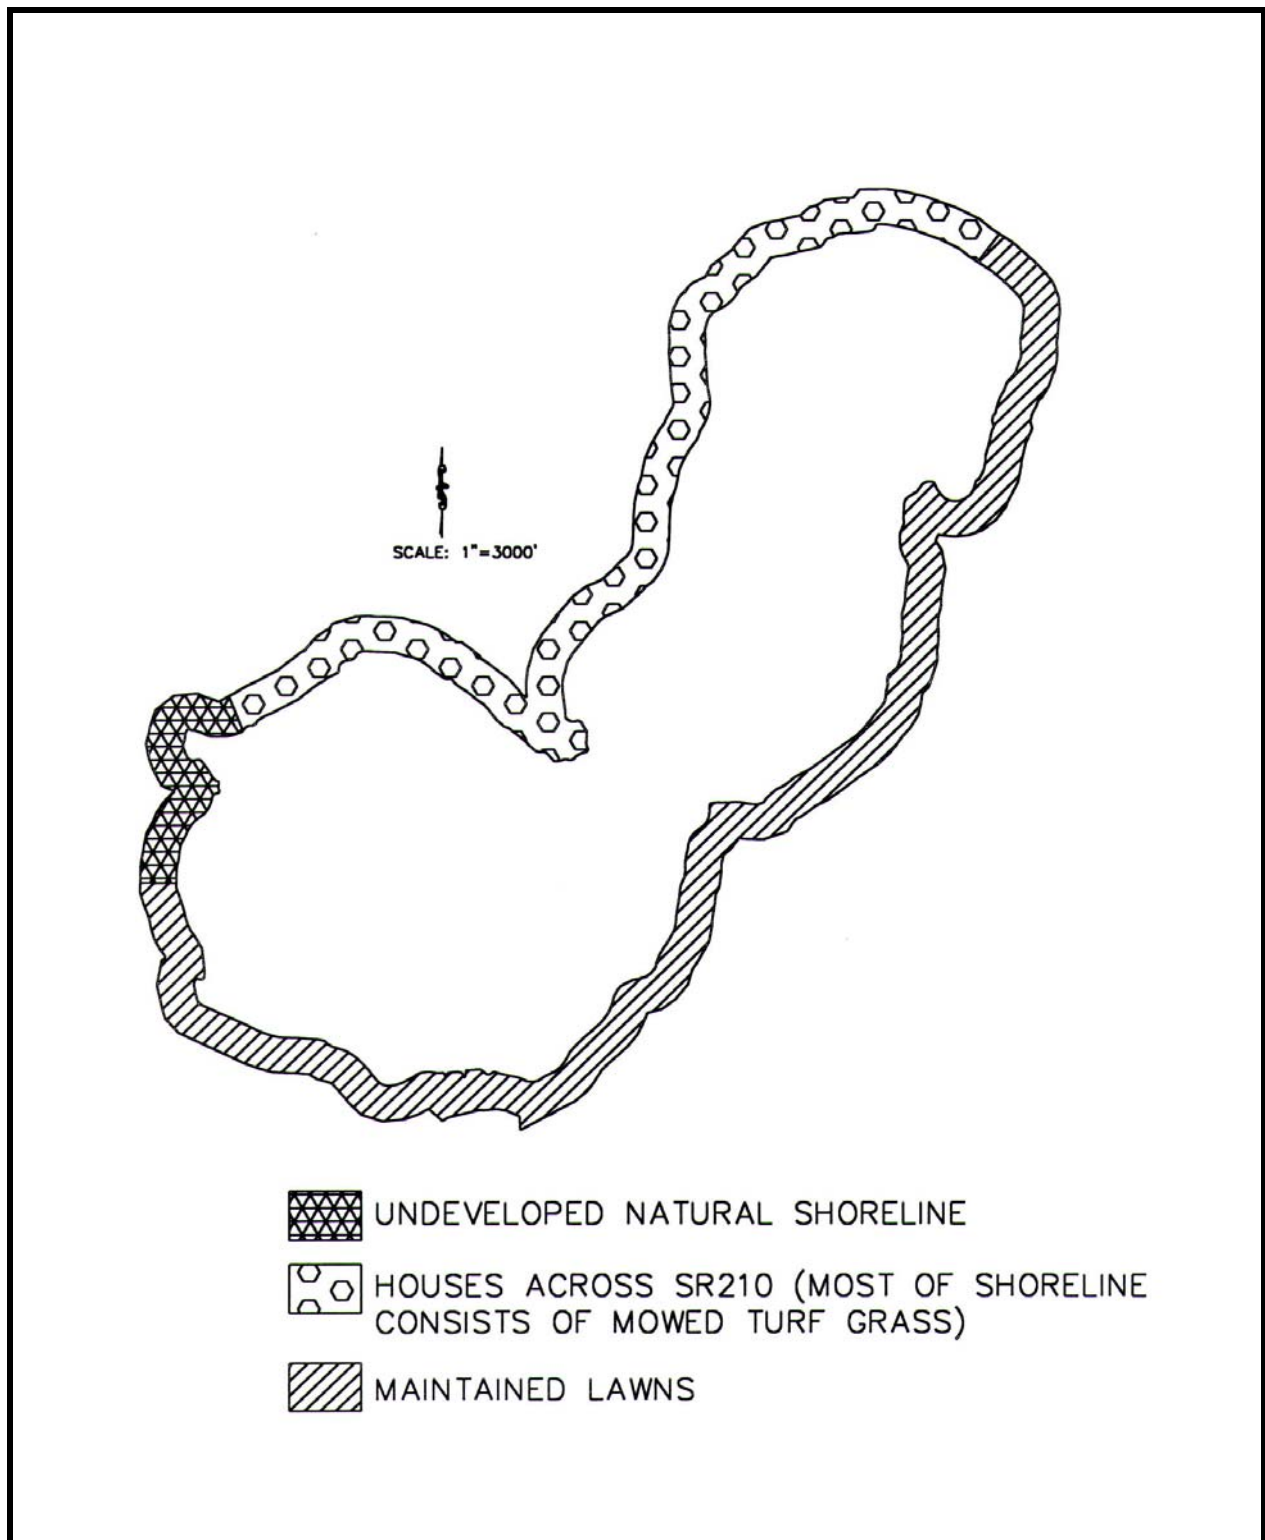 SCALE: 1"=3000'
UNDEVELOPED NATURAL SHORELINE
HOUSES ACROSS SR210 (MOST OF SHORELINE
CONSISTS OF MOWED TURF GRASS)
MAINTAINED LAWNS